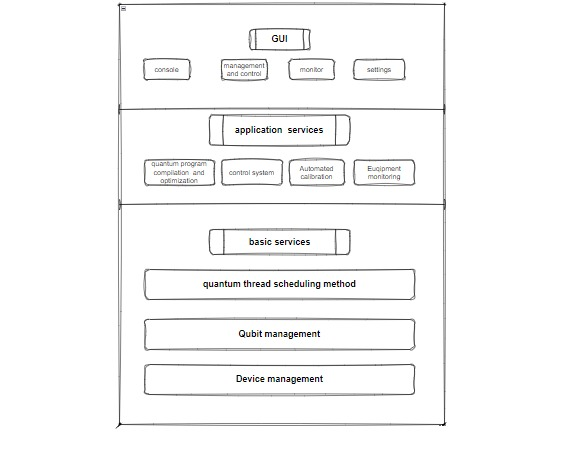 GUI
console
management
and control
monitor
settings
application services
quantum program
compilation and
optimization
control system
Automated
calibration
Euqipment
monitoring
basic services
quantum thread scheduling method
Qubit management
Device management